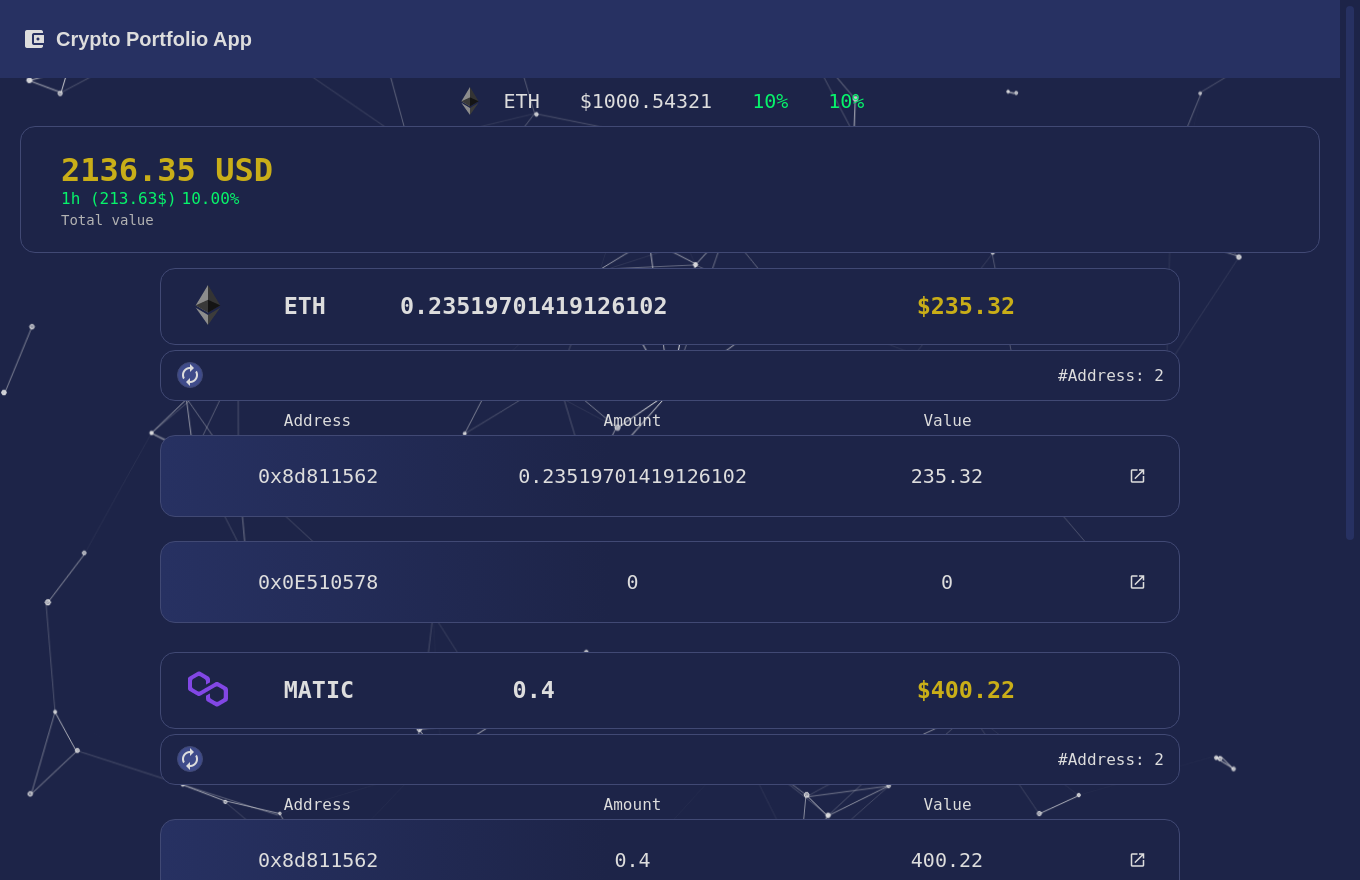 Crypto Portfolio App
ETH $1000.54321 10% 10%
2136.35 USD
1h (213.63$) 10.00%
Total value
ETH 0.23519701419126102 $235.32
#Address: 2
Address Amount Value
0x8d811562 0.23519701419126102 235.32
0x0E510578 0 0
MATIC 0.4 $400.22
#Address: 2
Address Amount Value
0x8d811562 0.4 400.22